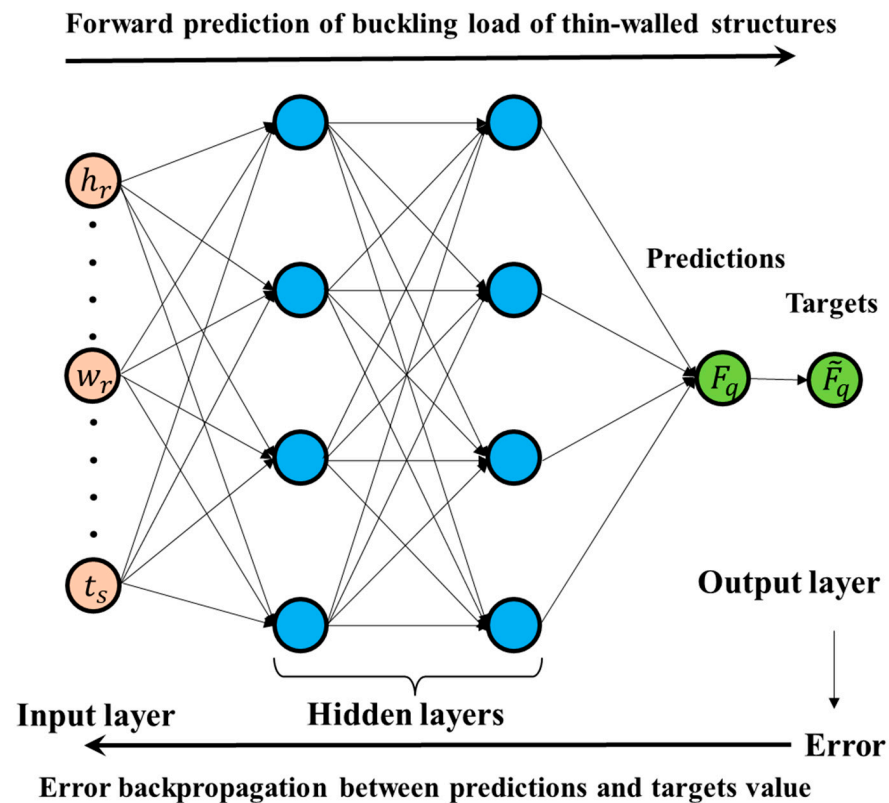 Forward prediction of buckling load of thin-walled structures
h_r
Predictions
Targets
w_r
F_q
F̃_q
t_s
Output layer
Input layer
Hidden layers
Error
Error backpropagation between predictions and targets value